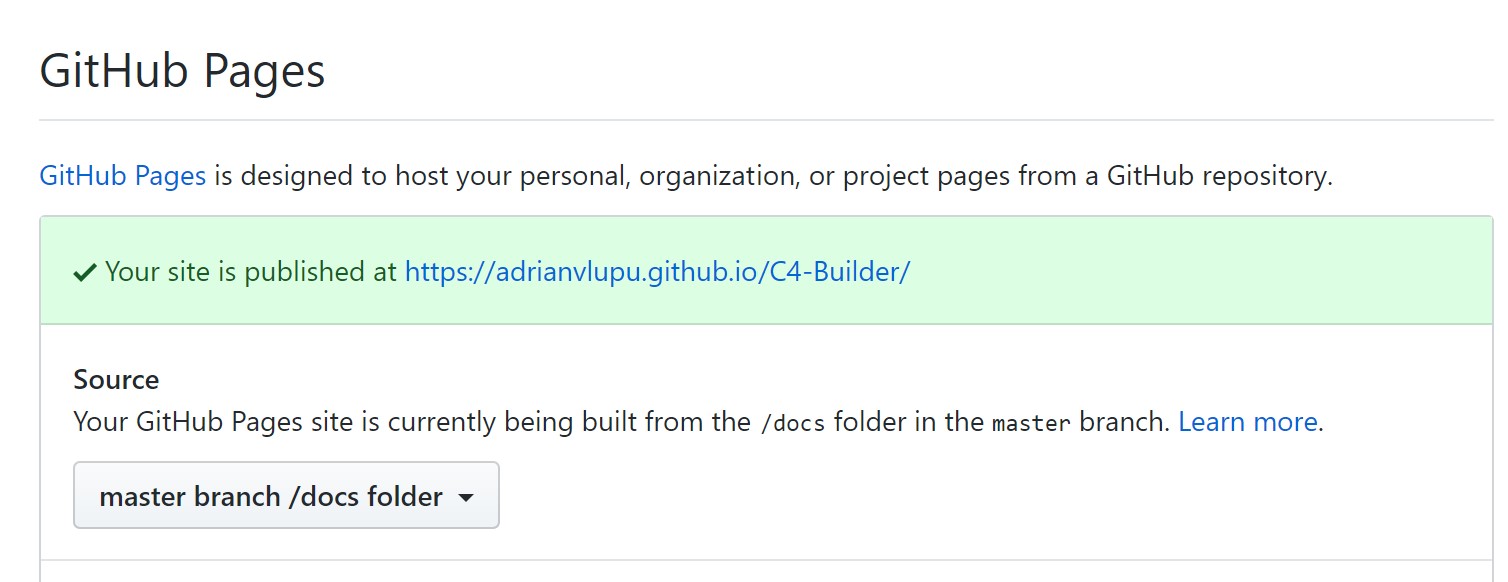 GitHub Pages
GitHub Pages is designed to host your personal, organization, or project pages from a GitHub repository.
Your site is published at https://adrianvlupu.github.io/C4-Builder/
Source
Your GitHub Pages site is currently being built from the /docs folder in the master branch. Learn more.
master branch /docs folder